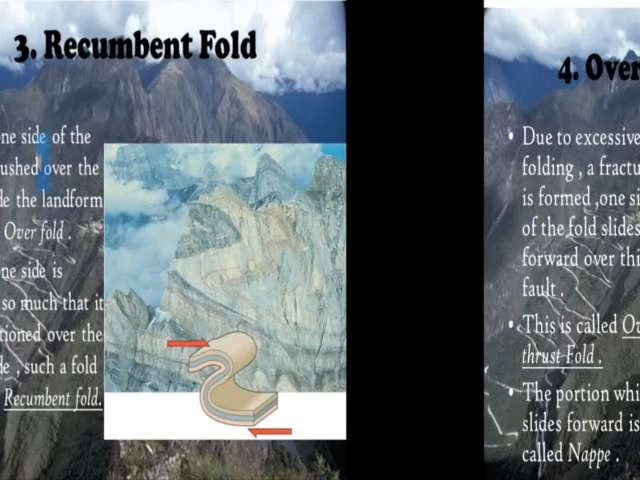 3. Recumbent Fold
ne side of the
ushed over the
de the landform
Over fold .
ne side is
so much that it
tioned over the
de , such a fold
Recumbent fold.
4. Over
• Due to excessive
folding , a fractu
is formed ,one si
of the fold slides
forward over thi
fault .
• This is called Ov
thrust Fold .
• The portion whi
slides forward is
called Nappe .